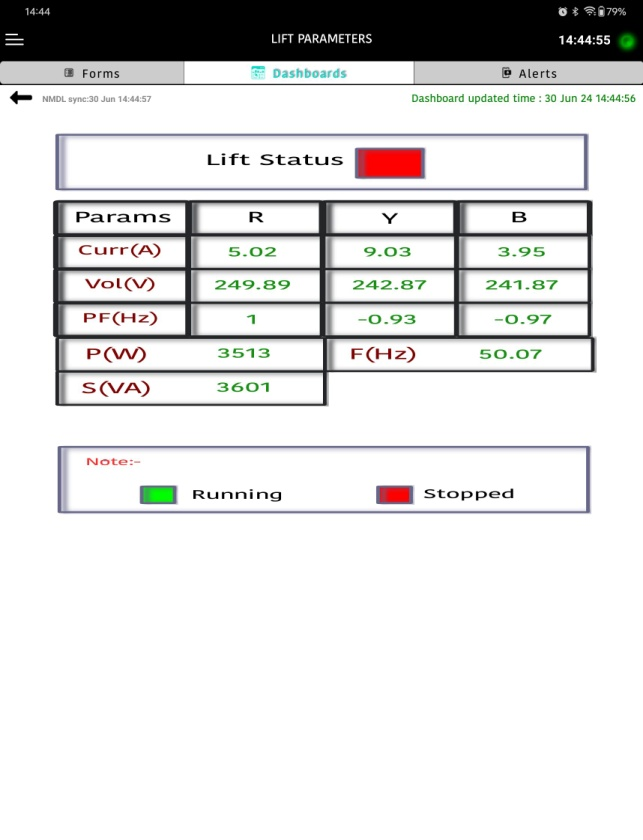 14:44 79%
LIFT PARAMETERS 14:44:55
Forms Dashboards Alerts
NMDL sync:30 Jun 14:44:57 Dashboard updated time : 30 Jun 24 14:44:56
Lift Status
Params R Y B
Curr(A) 5.02 9.03 3.95
Vol(V) 249.89 242.87 241.87
PF(Hz) 1 -0.93 -0.97
P(W) 3513 F(Hz) 50.07
S(VA) 3601
Note:-
Running Stopped